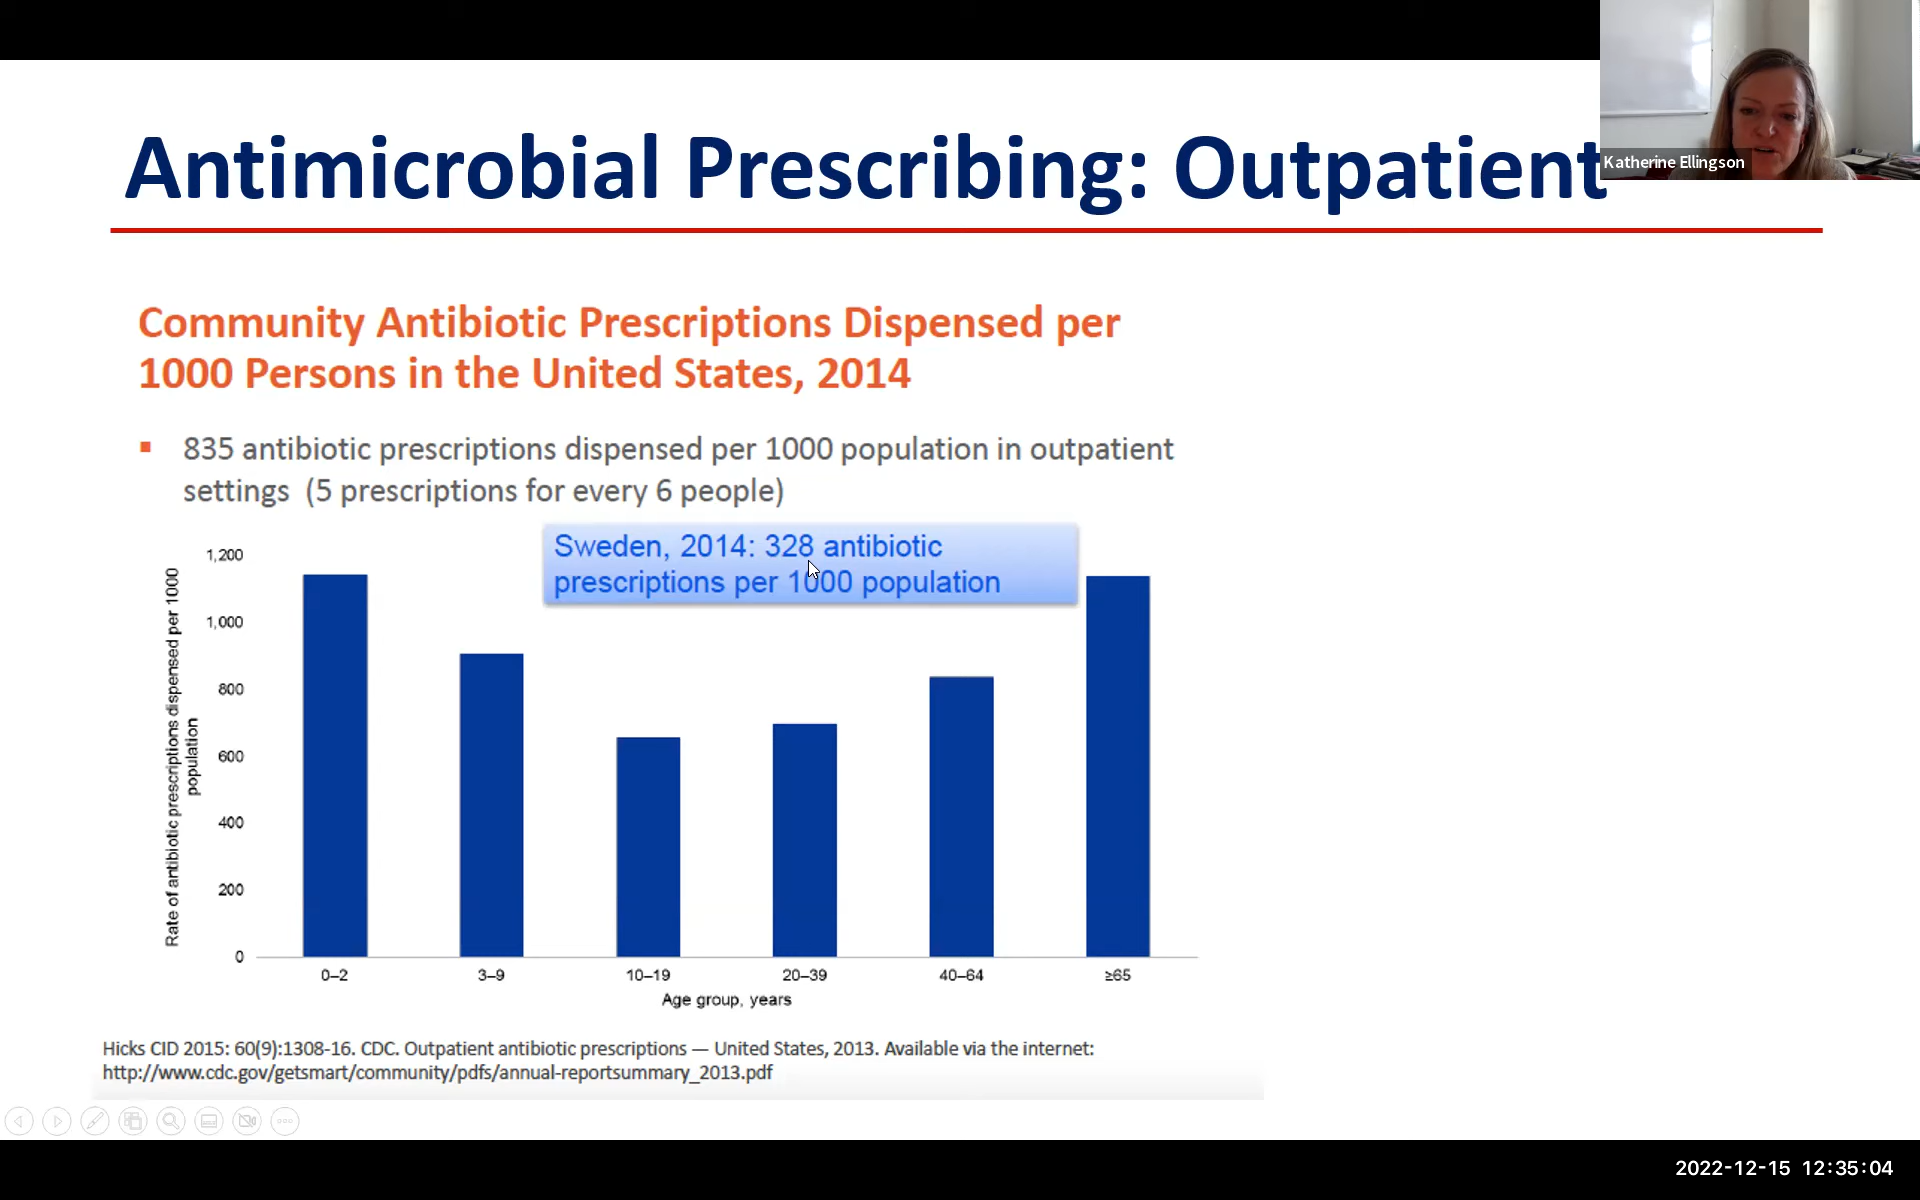 Antimicrobial Prescribing: Outpatient
Katherine Ellingson
Community Antibiotic Prescriptions Dispensed per
1000 Persons in the United States, 2014
▪ 835 antibiotic prescriptions dispensed per 1000 population in outpatient
settings (5 prescriptions for every 6 people)
Sweden, 2014: 328 antibiotic
prescriptions per 1000 population
Rate of antibiotic prescriptions dispensed per 1000
population
1,200
1,000
800
600
400
200
0
0–2 3–9 10–19 20–39 40–64 ≥65
Age group, years
Hicks CID 2015: 60(9):1308-16. CDC. Outpatient antibiotic prescriptions — United States, 2013. Available via the internet:
http://www.cdc.gov/getsmart/community/pdfs/annual-reportsummary_2013.pdf
2022-12-15 12:35:04